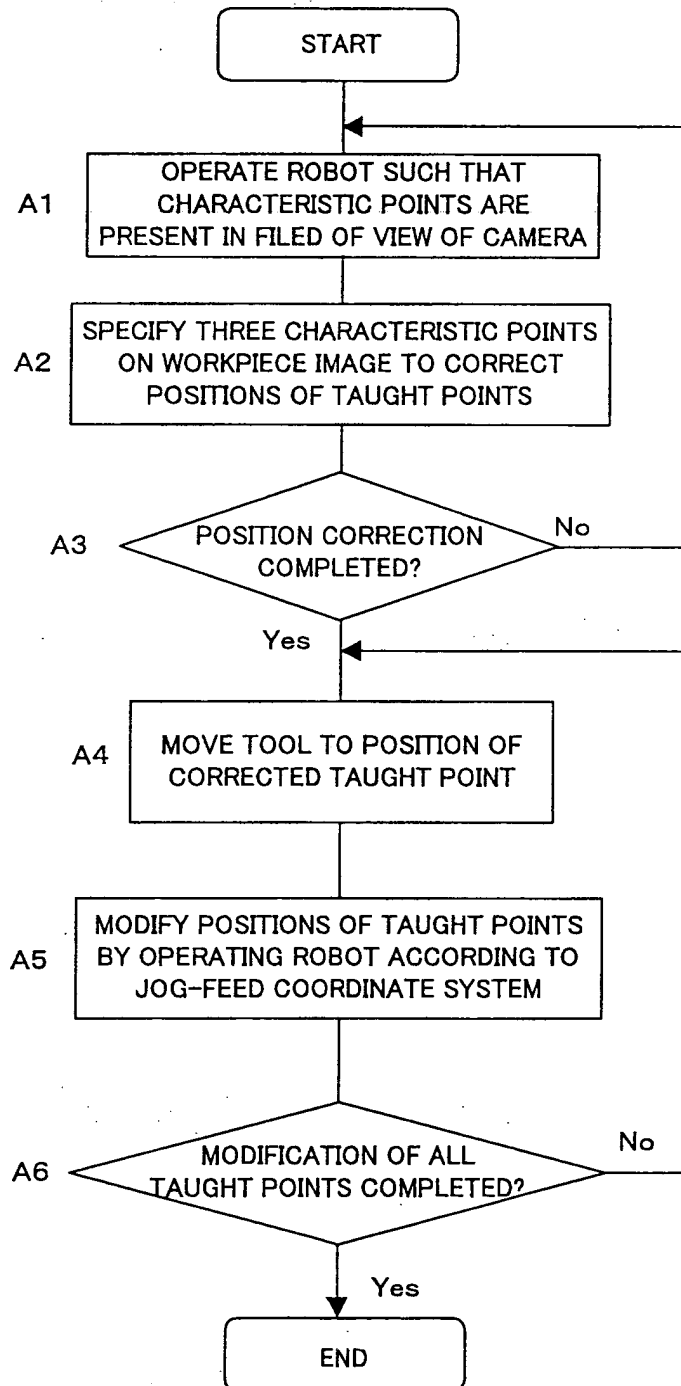 START
A1
OPERATE ROBOT SUCH THAT
CHARACTERISTIC POINTS ARE
PRESENT IN FILED OF VIEW OF CAMERA
A2
SPECIFY THREE CHARACTERISTIC POINTS
ON WORKPIECE IMAGE TO CORRECT
POSITIONS OF TAUGHT POINTS
A3
POSITION CORRECTION
COMPLETED?
No
Yes
A4
MOVE TOOL TO POSITION OF
CORRECTED TAUGHT POINT
A5
MODIFY POSITIONS OF TAUGHT POINTS
BY OPERATING ROBOT ACCORDING TO
JOG-FEED COORDINATE SYSTEM
A6
MODIFICATION OF ALL
TAUGHT POINTS COMPLETED?
No
Yes
END